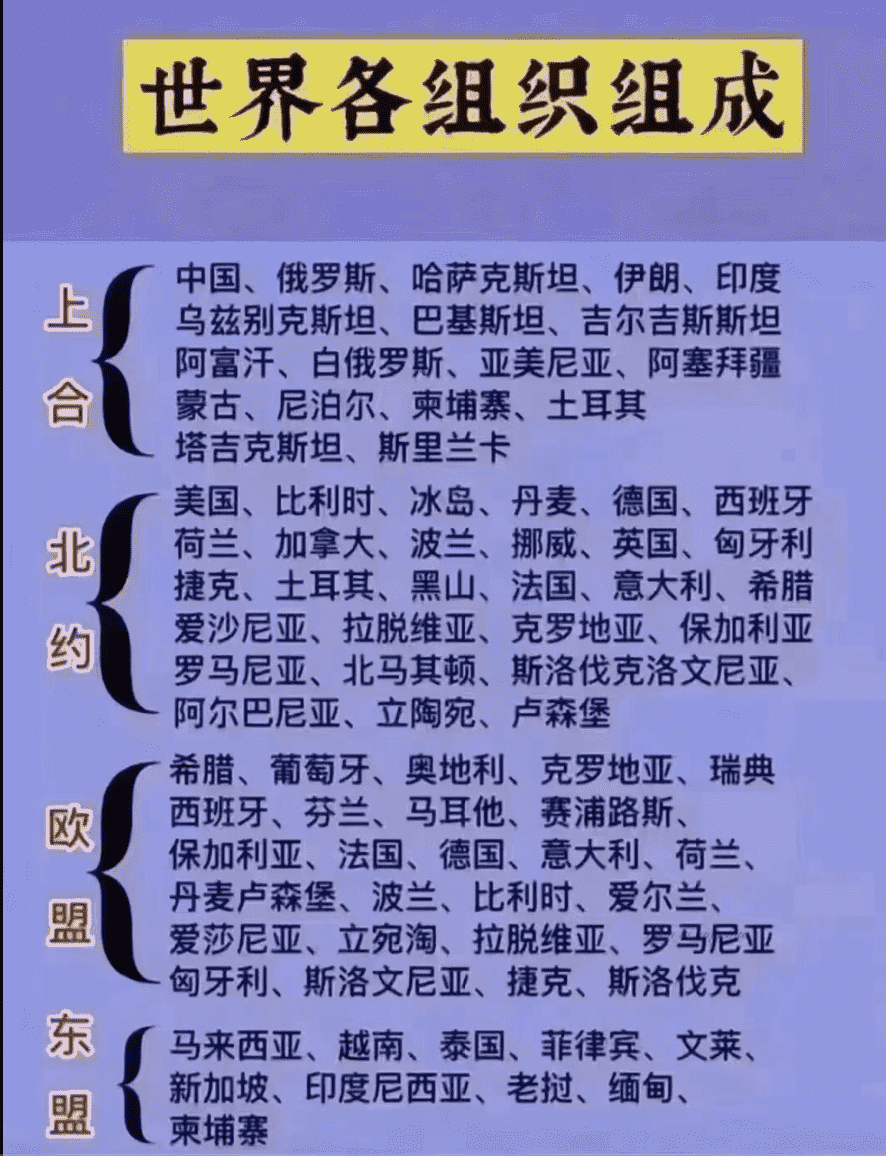 世界各组织组成
上合
中国、俄罗斯、哈萨克斯坦、伊朗、印度
乌兹别克斯坦、巴基斯坦、吉尔吉斯斯坦
阿富汗、白俄罗斯、亚美尼亚、阿塞拜疆
蒙古、尼泊尔、柬埔寨、土耳其
塔吉克斯坦、斯里兰卡
北约
美国、比利时、冰岛、丹麦、德国、西班牙
荷兰、加拿大、波兰、挪威、英国、匈牙利
捷克、土耳其、黑山、法国、意大利、希腊
爱沙尼亚、拉脱维亚、克罗地亚、保加利亚
罗马尼亚、北马其顿、斯洛伐克洛文尼亚、
阿尔巴尼亚、立陶宛、卢森堡
欧盟
希腊、葡萄牙、奥地利、克罗地亚、瑞典
西班牙、芬兰、马耳他、赛浦路斯、
保加利亚、法国、德国、意大利、荷兰、
丹麦卢森堡、波兰、比利时、爱尔兰、
爱莎尼亚、立宛淘、拉脱维亚、罗马尼亚
匈牙利、斯洛文尼亚、捷克、斯洛伐克
东盟
马来西亚、越南、泰国、菲律宾、文莱、
新加坡、印度尼西亚、老挝、缅甸、
柬埔寨